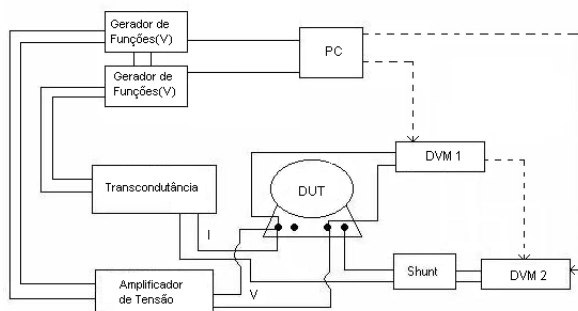 Gerador de
Funções(V)
PC
Gerador de
Funções(V)
DVM 1
Transcondutância
DUT
I
Shunt
DVM 2
Amplificador
de Tensão
V